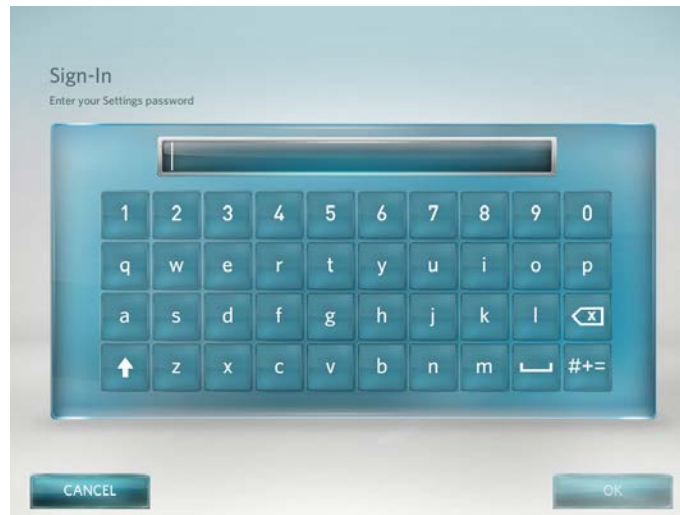 Sign-In
Enter your Settings password
1 2 3 4 5 6 7 8 9 0
q w e r t y u i o p
a s d f g h j k l X
z x c v b n m #+=
CANCEL OK